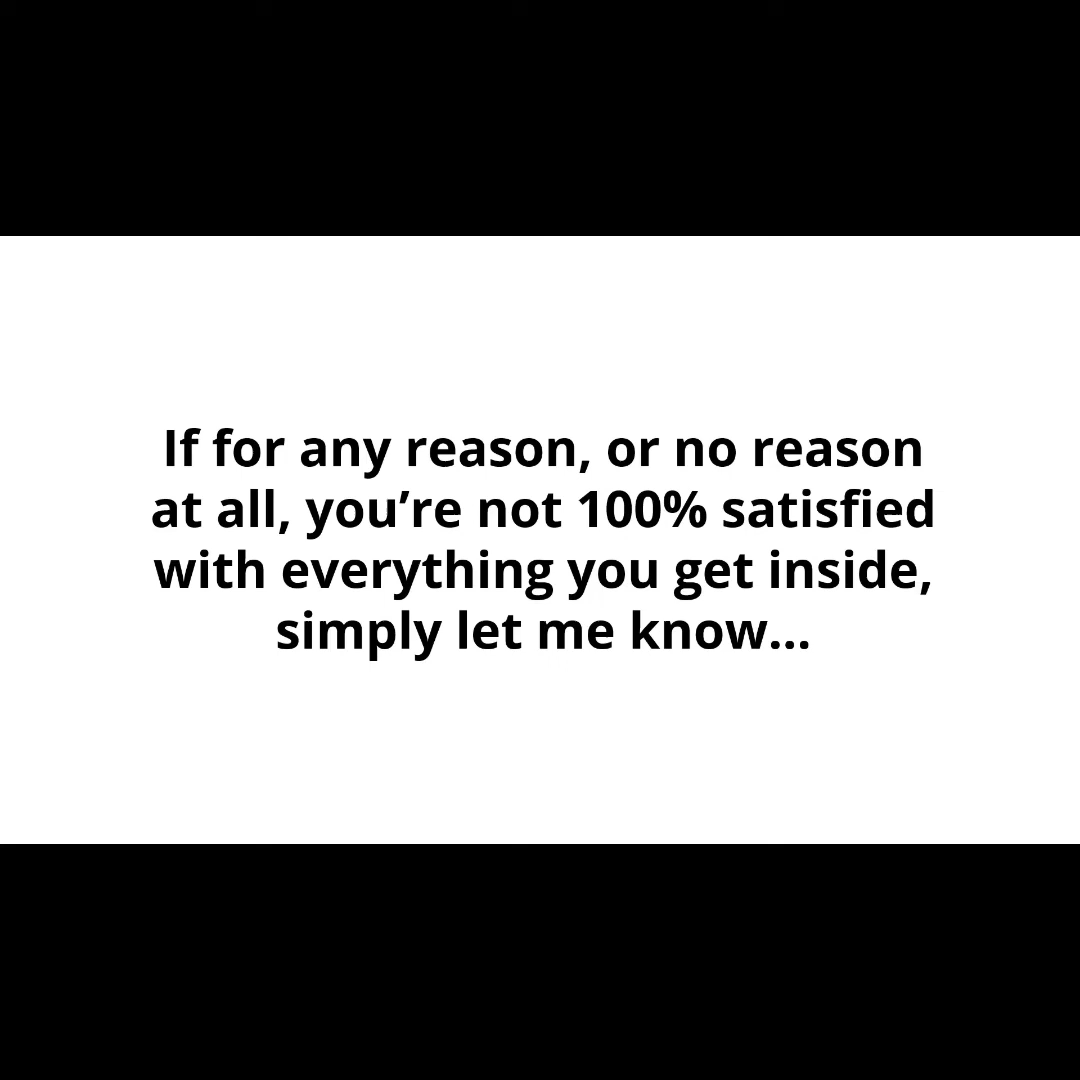 If for any reason, or no reason
at all, you’re not 100% satisfied
with everything you get inside,
simply let me know...